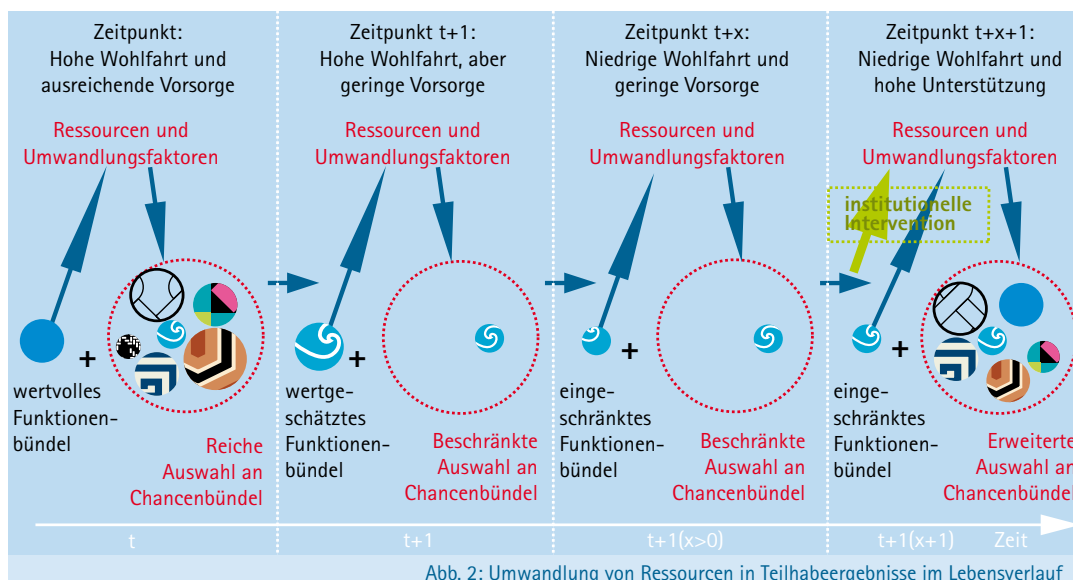 Zeitpunkt:
Hohe Wohlfahrt und
ausreichende Vorsorge
Ressourcen und
Umwandlungsfaktoren
+
wertvolles
Funktionen-
bündel
Reiche
Auswahl an
Chancenbündel
Zeitpunkt t+1:
Hohe Wohlfahrt, aber
geringe Vorsorge
Ressourcen und
Umwandlungsfaktoren
+
wertge-
schätztes
Funktionen-
bündel
Beschränkte
Auswahl an
Chancenbündel
Zeitpunkt t+x:
Niedrige Wohlfahrt und
geringe Vorsorge
Ressourcen und
Umwandlungsfaktoren
+
einge-
schränktes
Funktionen-
bündel
Beschränkte
Auswahl an
Chancenbündel
Zeitpunkt t+x+1:
Niedrige Wohlfahrt und
hohe Unterstützung
Ressourcen und
Umwandlungsfaktoren
institutionelle
Intervention
+
einge-
schränktes
Funktionen-
bündel
Erweiterte
Auswahl an
Chancenbündel
t
t+1
t+1(x>0)
t+1(x+1)
Zeit
Abb. 2: Umwandlung von Ressourcen in Teilhabeergebnisse im Lebensverlauf